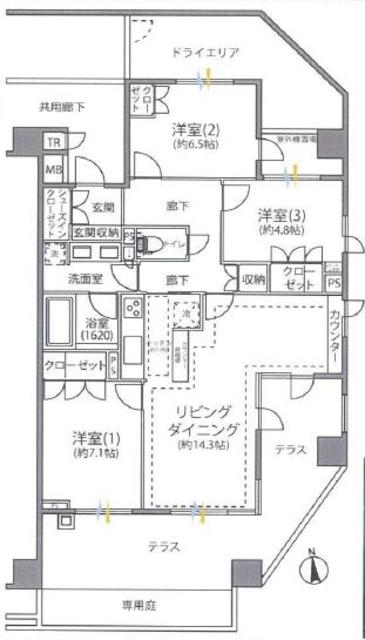 ドライエリア
共用廊下
クロー
ゼット
洋室(2)
(約6.5帖)
室外機置場
TR
MB
シューズイン
クローゼット
玄関
廊下
洋室(3)
(約4.8帖)
玄関収納
PS
トイレ
洗
洗面室
廊下
収納
クロー
ゼット
PS
浴室
(1620)
冷
カウンター
クローゼット
PS
リビング
ダイニング
(約14.3帖)
洋室(1)
(約7.1帖)
テラス
テラス
N
専用庭